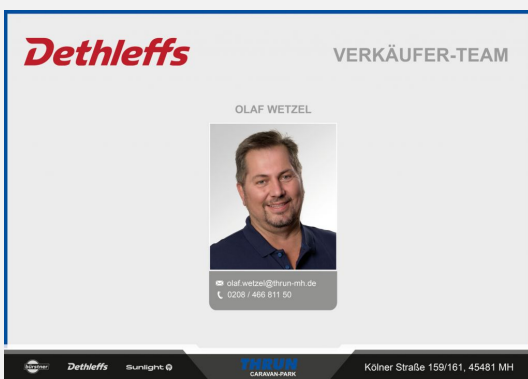 Dethleffs
VERKÄUFER-TEAM
OLAF WETZEL
olaf.wetzel@thrun-mh.de
0208 / 466 811 50
bürstner Dethleffs Sunlight THRUN Kölner Straße 159/161, 45481 MH
CARAVAN-PARK